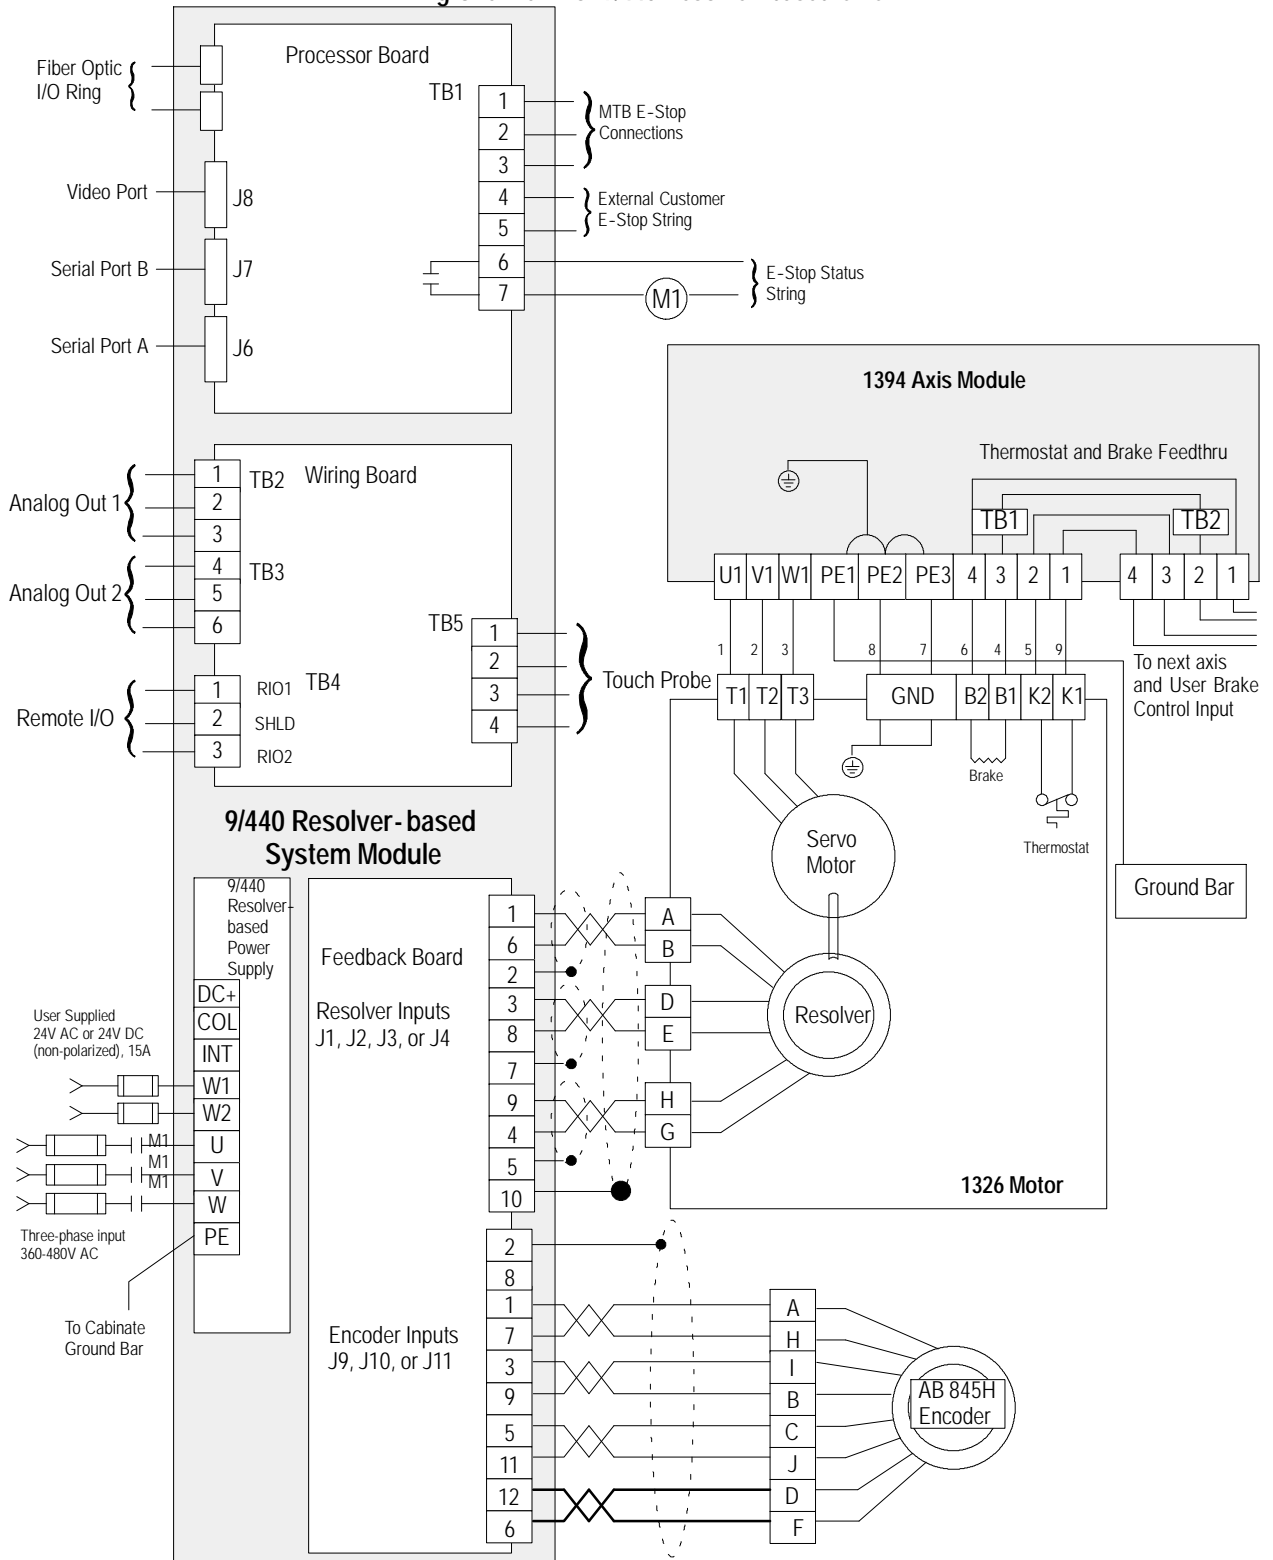 Processor Board
Fiber Optic
I/O Ring
TB1
1
2
3
4
5
6
7
MTB E-Stop
Connections
External Customer
E-Stop String
E-Stop Status
String
M1
Video Port
J8
Serial Port B
J7
Serial Port A
J6
1394 Axis Module
Thermostat and Brake Feedthru
TB1
TB2
U1
V1
W1
PE1
PE2
PE3
4
3
2
1
4
3
2
1
1
2
3
8
7
6
4
5
9
To next axis
and User Brake
Control Input
Wiring Board
Analog Out 1
1
2
3
TB2
Analog Out 2
4
5
6
TB3
Remote I/O
1
2
3
RIO1
SHLD
RIO2
TB4
TB5
1
2
3
4
Touch Probe
T1
T2
T3
GND
B2
B1
K2
K1
Brake
Thermostat
Servo
Motor
Ground Bar
Resolver
1326 Motor
9/440 Resolver-based
System Module
9/440
Resolver-
based
Power
Supply
DC+
COL
INT
W1
W2
U
V
W
PE
User Supplied
24V AC or 24V DC
(non-polarized), 15A
M1
M1
M1
Three-phase input
360-480V AC
To Cabinate
Ground Bar
Feedback Board
Resolver Inputs
J1, J2, J3, or J4
1
6
2
3
8
7
9
4
5
10
A
B
D
E
H
G
Encoder Inputs
J9, J10, or J11
2
8
1
7
3
9
5
11
12
6
A
H
I
B
C
J
D
F
AB 845H
Encoder